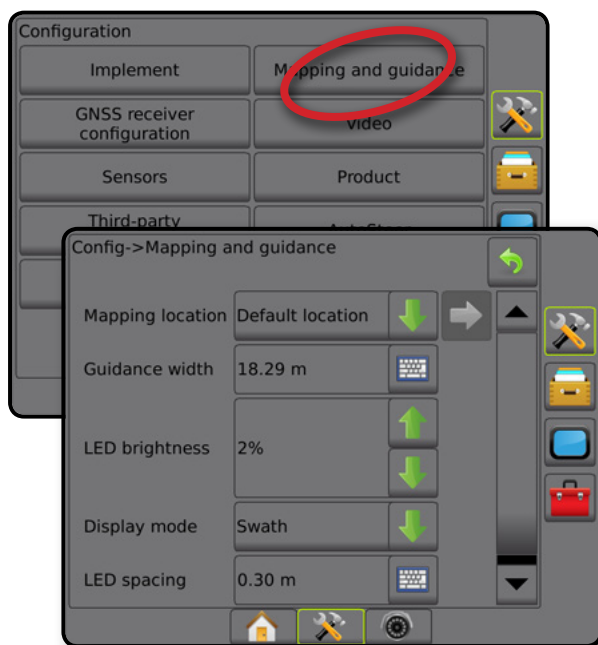 Configuration
Implement
Mapping and guidance
GNSS receiver
configuration
Video
Sensors
Product
Third-party
Config->Mapping and guidance
Mapping location
Default location
Guidance width
18.29 m
LED brightness
2%
Display mode
Swath
LED spacing
0.30 m